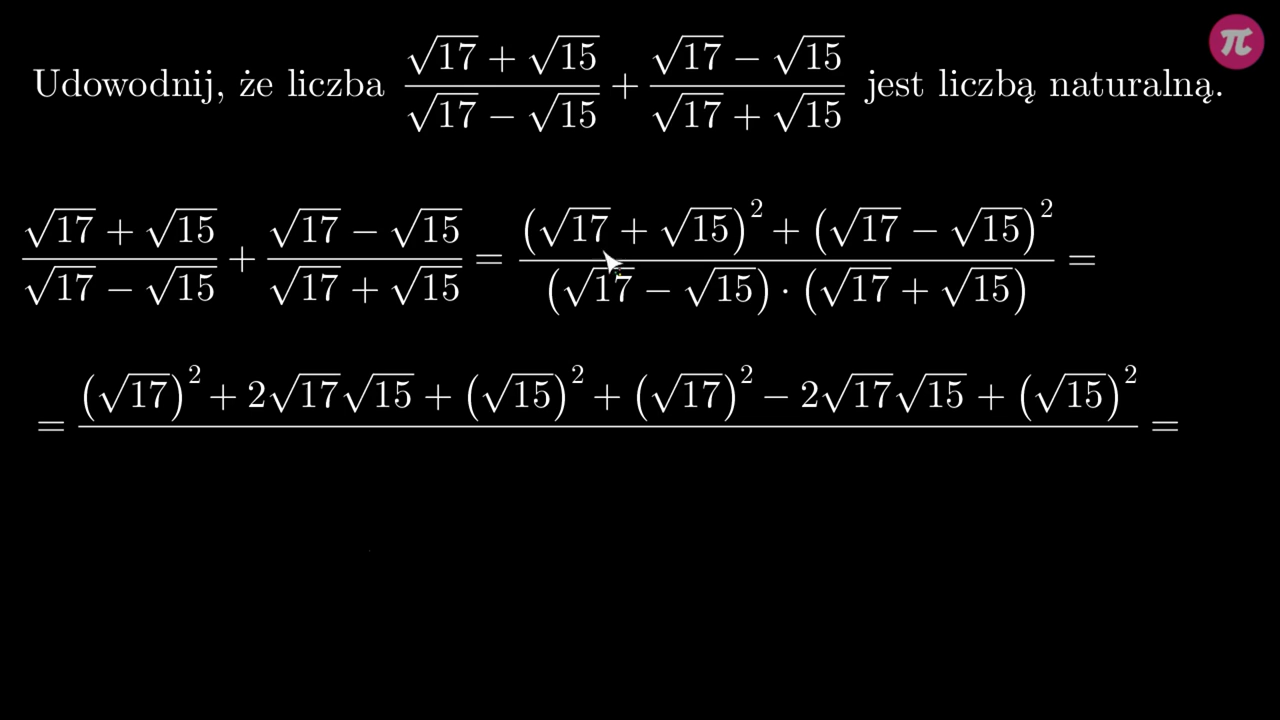 Udowodnij, że liczba (√17 + √15)/(√17 − √15) + (√17 − √15)/(√17 + √15) jest liczbą naturalną.
π
(√17 + √15)/(√17 − √15) + (√17 − √15)/(√17 + √15) = ((√17 + √15)² + (√17 − √15)²)/((√17 − √15) · (√17 + √15)) =
= (√17)² + 2√17√15 + (√15)² + (√17)² − 2√17√15 + (√15)² =